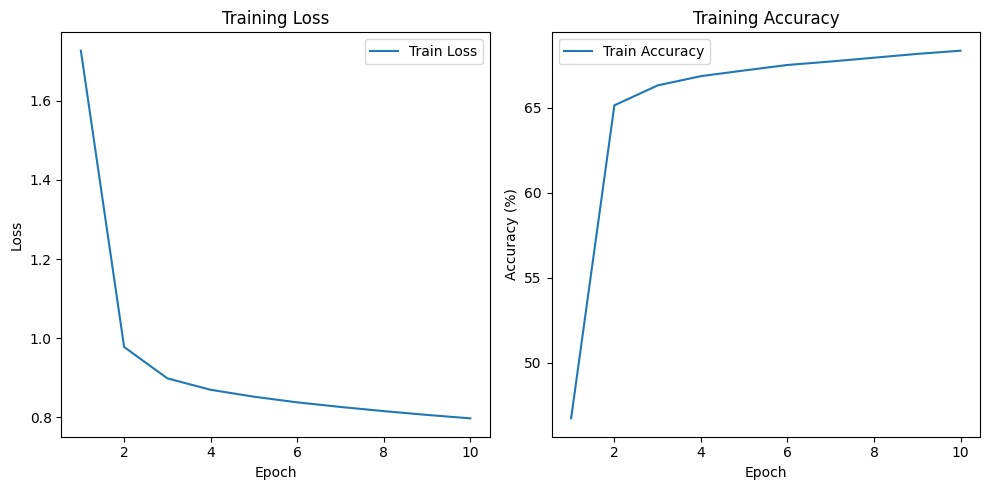 Training Loss
Train Loss
1.6
1.4
1.2
1.0
0.8
Loss
2
4
6
8
10
Epoch
Training Accuracy
Train Accuracy
65
60
55
50
Accuracy (%)
2
4
6
8
10
Epoch